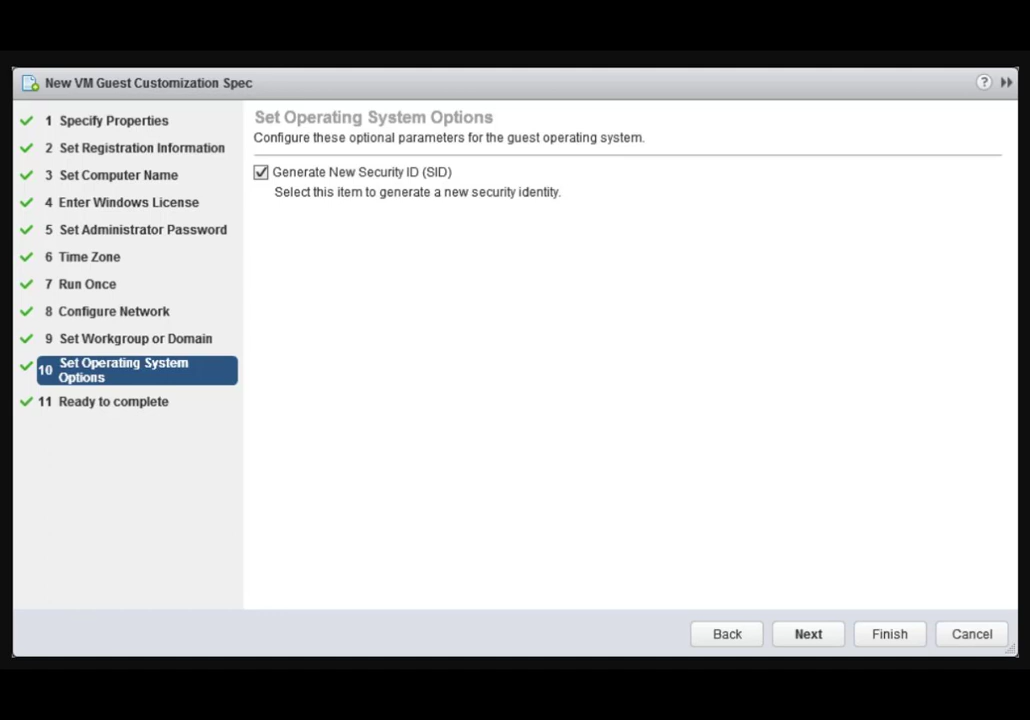 New VM Guest Customization Spec
?
1 Specify Properties
2 Set Registration Information
3 Set Computer Name
4 Enter Windows License
5 Set Administrator Password
6 Time Zone
7 Run Once
8 Configure Network
9 Set Workgroup or Domain
10 Set Operating System
Options
11 Ready to complete
Set Operating System Options
Configure these optional parameters for the guest operating system.
Generate New Security ID (SID)
Select this item to generate a new security identity.
Back Next Finish Cancel